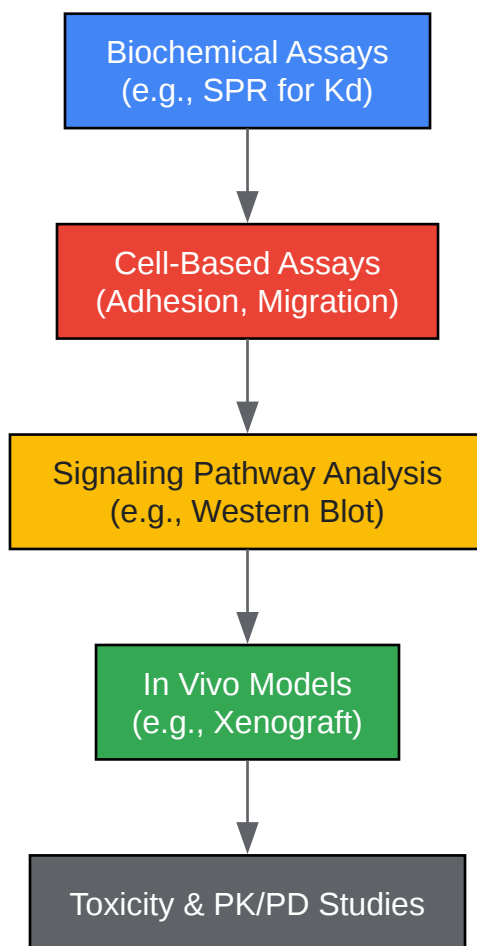 Biochemical Assays
(e.g., SPR for Kd)
Cell-Based Assays
(Adhesion, Migration)
Signaling Pathway Analysis
(e.g., Western Blot)
In Vivo Models
(e.g., Xenograft)
Toxicity & PK/PD Studies